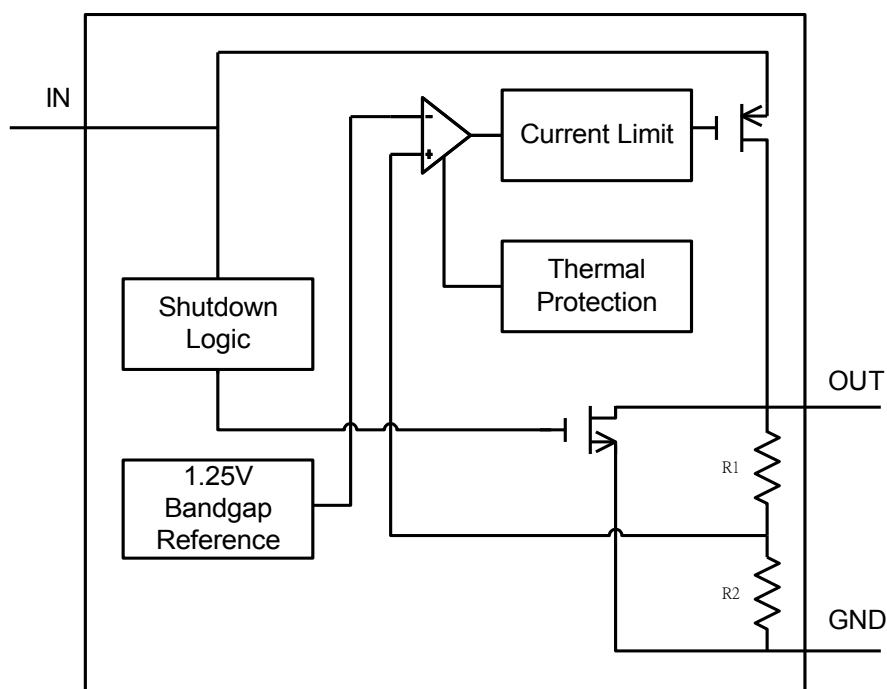 IN
-
+
Current Limit
Thermal
Protection
Shutdown
Logic
OUT
R1
1.25V
Bandgap
Reference
R2
GND